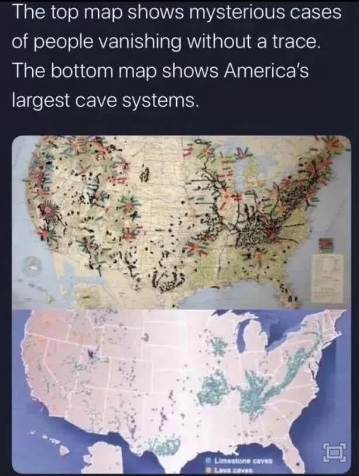 The top map shows mysterious cases
of people vanishing without a trace.
The bottom map shows America's
largest cave systems.
Limestone caves
Lava caves